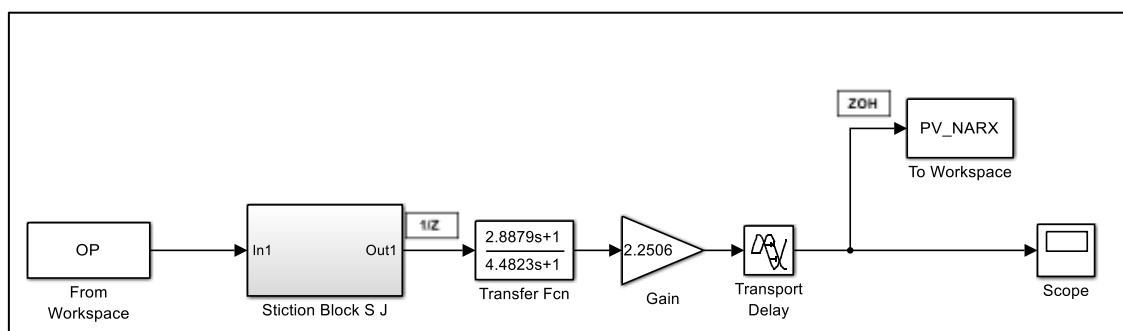 ZOH
PV_NARX
To Workspace
OP
From
Workspace
In1
Out1
Stiction Block S J
1/Z
2.8879s+1
4.4823s+1
Transfer Fcn
2.2506
Gain
Transport
Delay
Scope